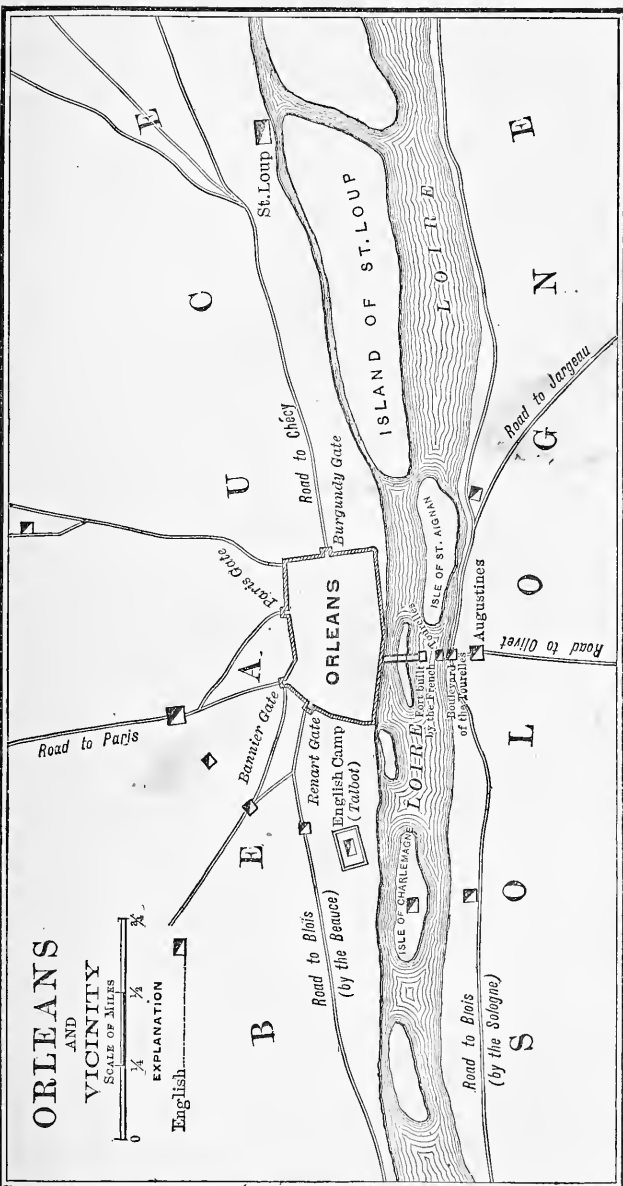 ORLEANS
AND
VICINITY
SCALE OF MILES
0 ¼ ½ ¾
EXPLANATION
English
B E A U C E
Road to Paris
Paris Gate
Bannier Gate
Renart Gate
Burgundy Gate
Road to Chécy
St. Loup
ORLEANS
English Camp
(Talbot)
Road to Blois
(by the Beauce)
ISLAND OF ST. LOUP
LOIRE
ISLE OF ST. AIGNAN
LOIRE
Fort built
by the French
Tourelles
Boulevard
of the Tourelles
Augustines
ISLE OF CHARLEMAGNE
Road to Blois
(by the Sologne)
Road to Olivet
Road to Jargeau
S O L O G N E